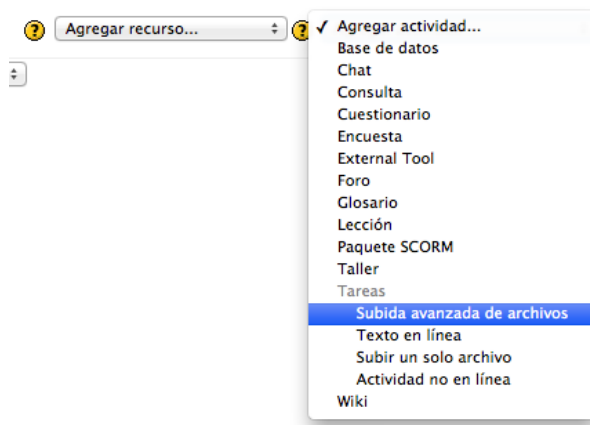 ? Agregar recurso... ? ✓ Agregar actividad...
Base de datos
Chat
Consulta
Cuestionario
Encuesta
External Tool
Foro
Glosario
Lección
Paquete SCORM
Taller
Tareas
Subida avanzada de archivos
Texto en línea
Subir un solo archivo
Actividad no en línea
Wiki